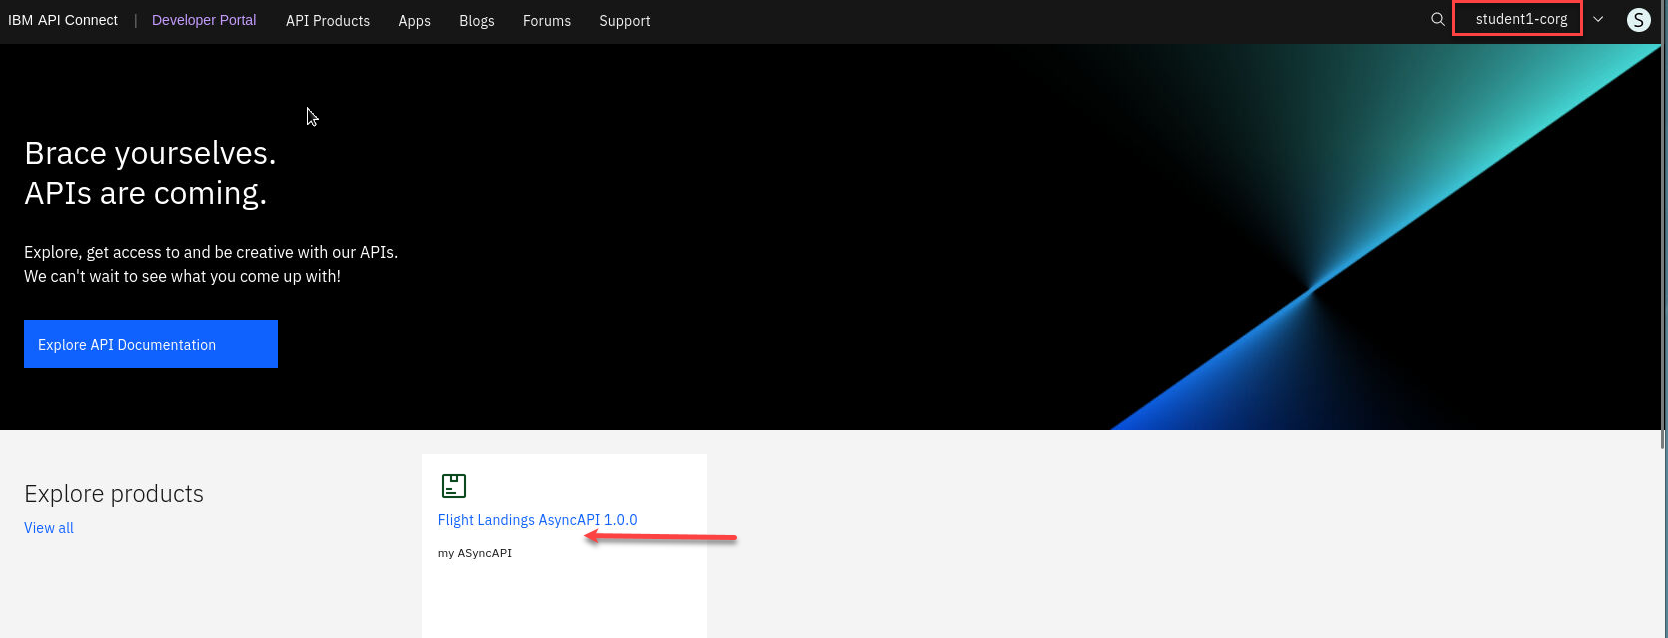 IBM API Connect | Developer Portal API Products Apps Blogs Forums Support student1-corg S
Brace yourselves.
APIs are coming.
Explore, get access to and be creative with our APIs.
We can't wait to see what you come up with!
Explore API Documentation
Explore products
View all
Flight Landings AsyncAPI 1.0.0
my ASyncAPI